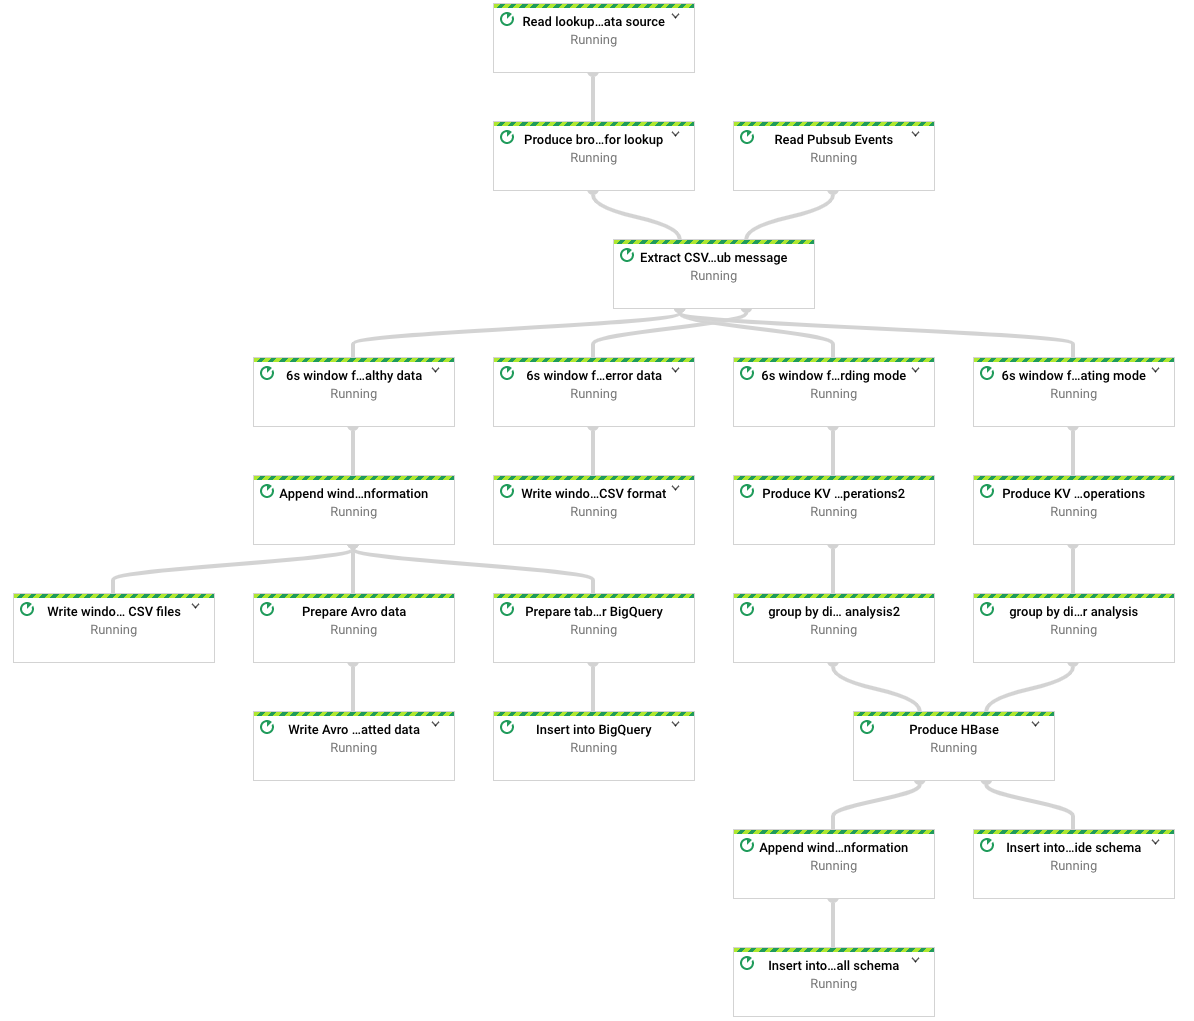 Read lookup...ata source
Running
Produce bro...for lookup
Running
Read Pubsub Events
Running
Extract CSV...ub message
Running
6s window f...althy data
Running
6s window f...error data
Running
6s window f...rding mode
Running
6s window f...ating mode
Running
Append wind...nformation
Running
Write windo...CSV format
Running
Produce KV ...perations2
Running
Produce KV ...operations
Running
Write windo... CSV files
Running
Prepare Avro data
Running
Prepare tab...r BigQuery
Running
group by di... analysis2
Running
group by di...r analysis
Running
Write Avro ...atted data
Running
Insert into BigQuery
Running
Produce HBase
Running
Append wind...nformation
Running
Insert into...ide schema
Running
Insert into...all schema
Running